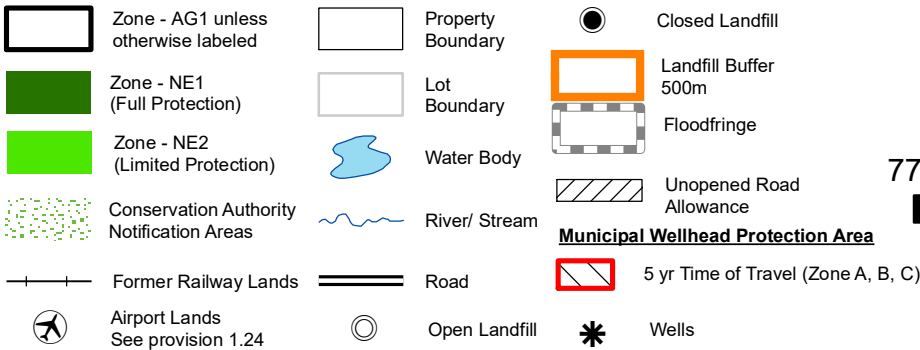 Zone - AG1 unless
otherwise labeled
Zone - NE1
(Full Protection)
Zone - NE2
(Limited Protection)
Conservation Authority
Notification Areas
Former Railway Lands
Airport Lands
See provision 1.24
Property
Boundary
Lot
Boundary
Water Body
River/ Stream
Road
Open Landfill
Closed Landfill
Landfill Buffer
500m
Floodfringe
Unopened Road
Allowance
Municipal Wellhead Protection Area
5 yr Time of Travel (Zone A, B, C)
Wells
77